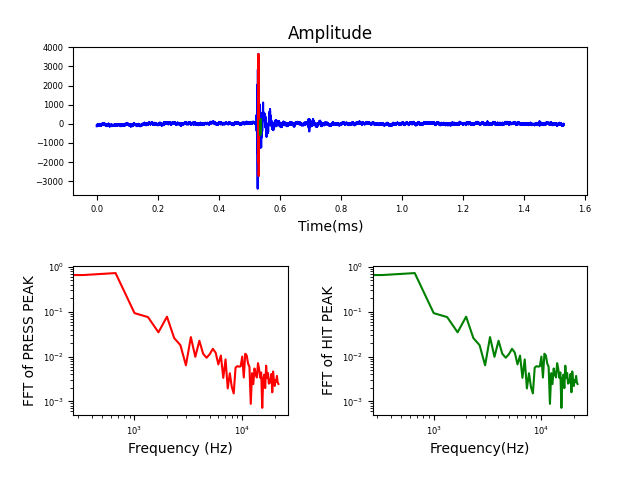 Amplitude
4000
3000
2000
1000
0
−1000
−2000
−3000
0.0 0.2 0.4 0.6 0.8 1.0 1.2 1.4 1.6
Time(ms)
FFT of PRESS PEAK
10⁰
10⁻¹
10⁻²
10⁻³
10³ 10⁴
Frequency (Hz)
FFT of HIT PEAK
10⁰
10⁻¹
10⁻²
10⁻³
10³ 10⁴
Frequency(Hz)